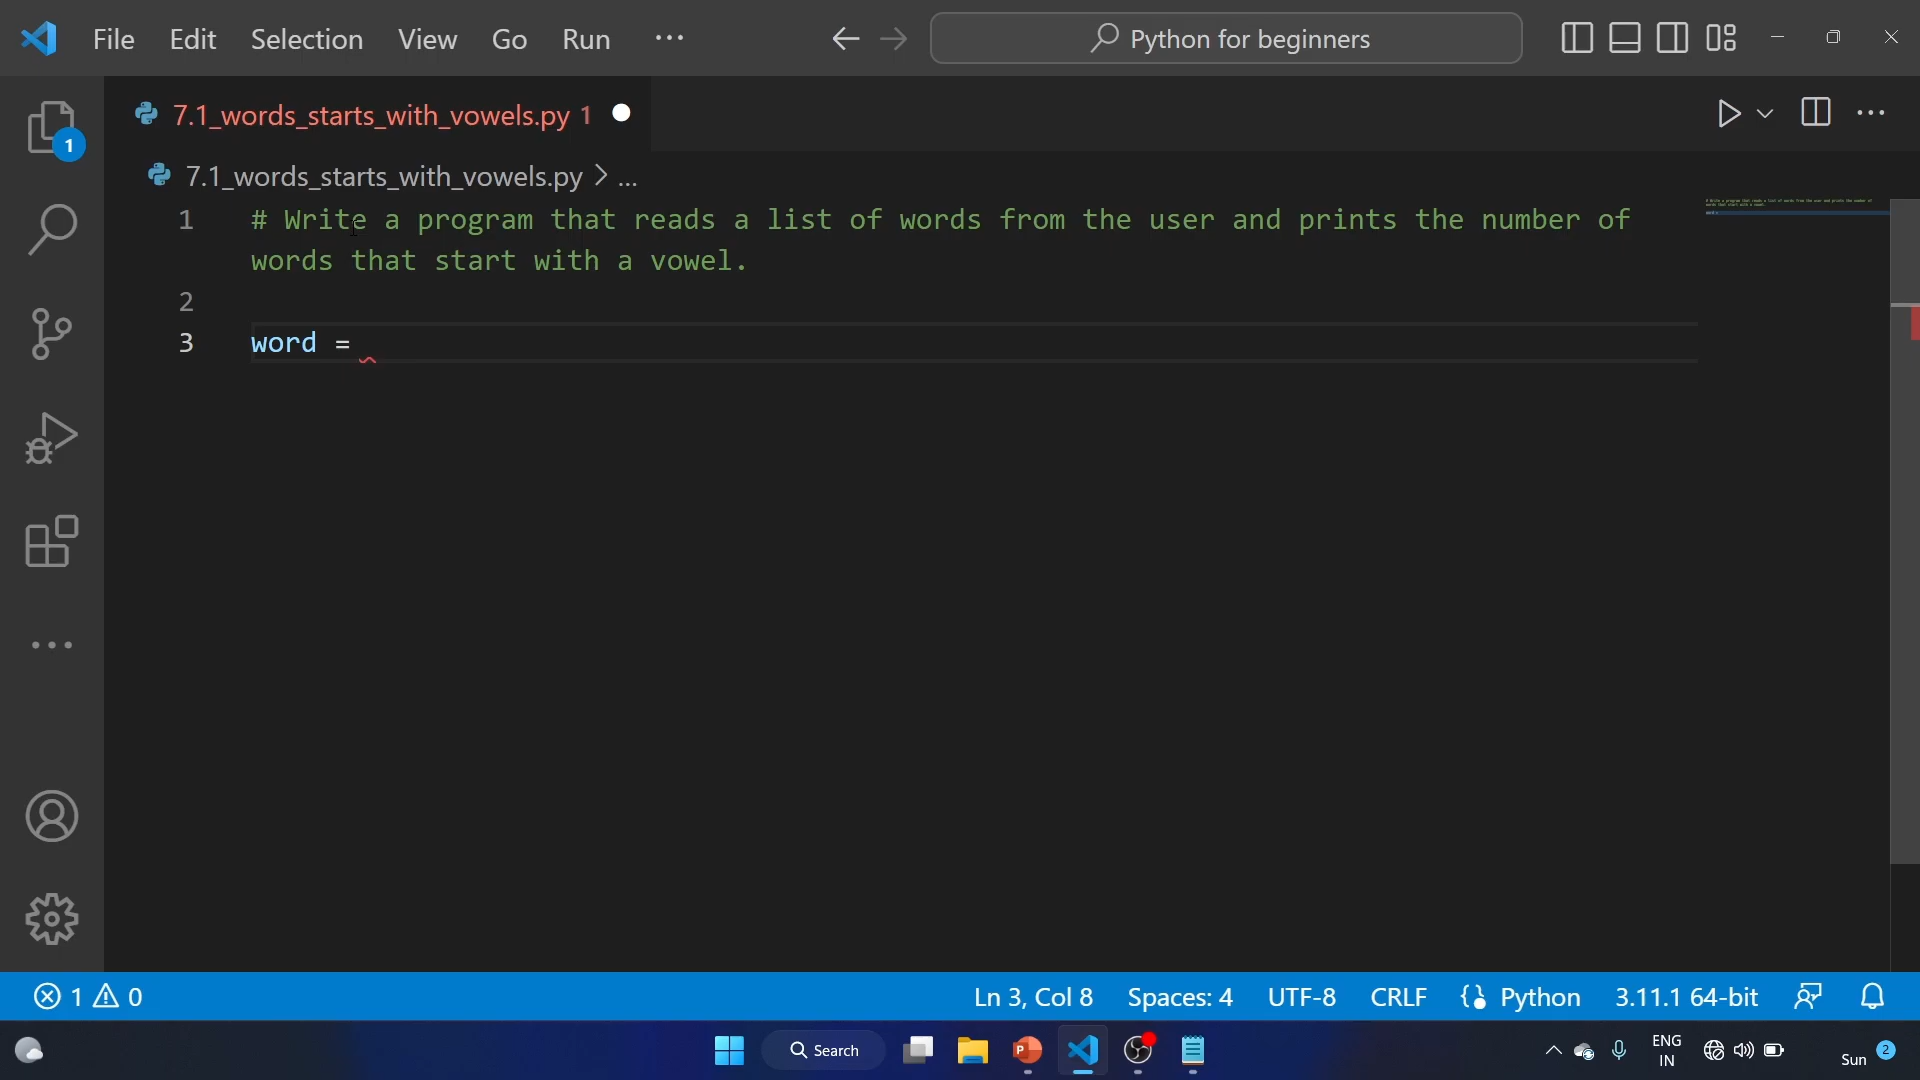 File Edit Selection View Go Run ··· Python for beginners
7.1_words_starts_with_vowels.py 1
1
7.1_words_starts_with_vowels.py > ...
1 # Write a program that reads a list of words from the user and prints the number of
words that start with a vowel.
2
3 word =
1 0 Ln 3, Col 8 Spaces: 4 UTF-8 CRLF Python 3.11.1 64-bit
Search ENG
IN Sun 2